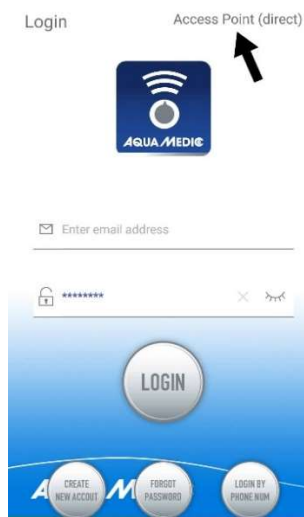 Login
Access Point (direct)
AQUA MEDIC
Enter email address
********
LOGIN
A M
CREATE
NEW ACCOUT
FORGOT
PASSWORD
LOGIN BY
PHONE NUM